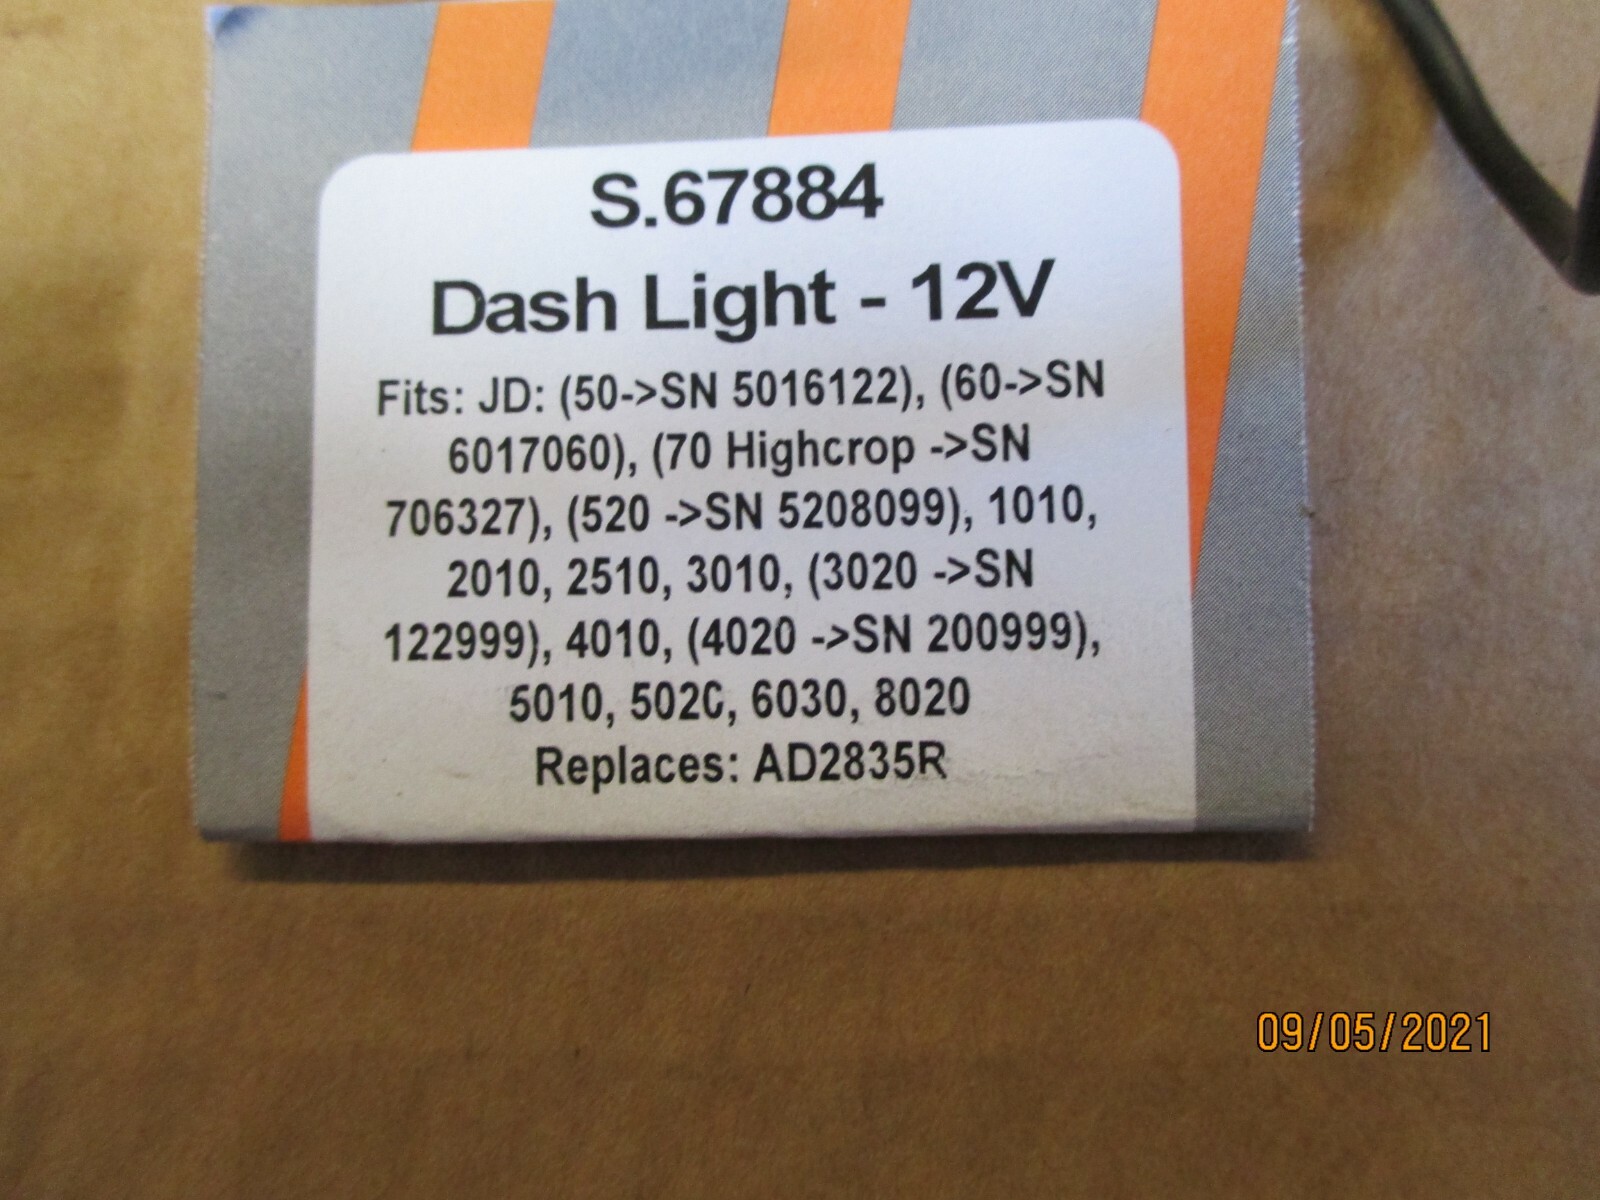 S.67884
Dash Light - 12V
Fits: JD: (50->SN 5016122), (60->SN
6017060), (70 Highcrop ->SN
706327), (520 ->SN 5208099), 1010,
2010, 2510, 3010, (3020 ->SN
122999), 4010, (4020 ->SN 200999),
5010, 5020, 6030, 8020
Replaces: AD2835R
09/05/2021